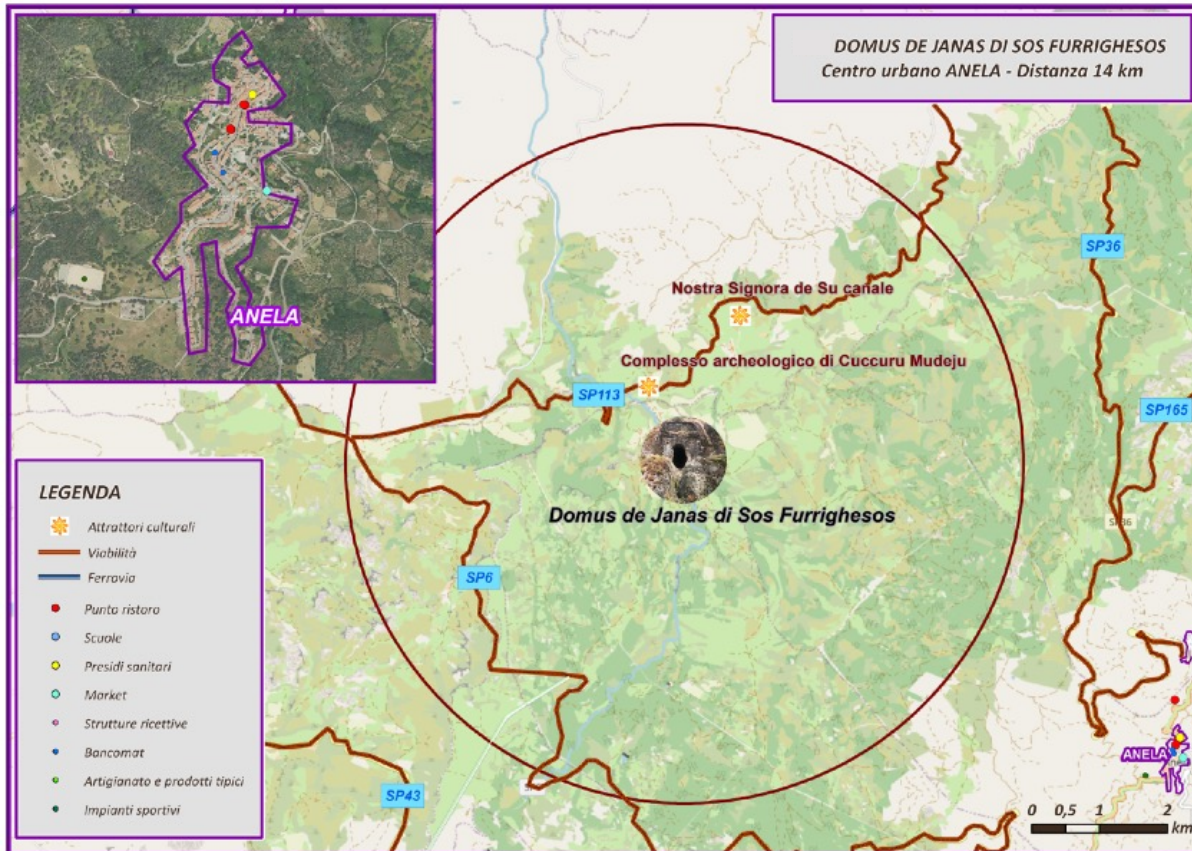 DOMUS DE JANAS DI SOS FURRIGHESOS
Centro urbano ANELA - Distanza 14 km
ANELA
SP36
Nostra Signora de Su canale
Complesso archeologico di Cuccuru Mudeju
SP113
SP165
Domus de Janas di Sos Furrighesos
SP36
SP6
SP43
ANELA
LEGENDA
Attrattori culturali
Viabilità
Ferrovia
Punto ristoro
Scuole
Presidi sanitari
Market
Strutture ricettive
Bancomat
Artigianato e prodotti tipici
Impianti sportivi
0 0,5 1 2
km